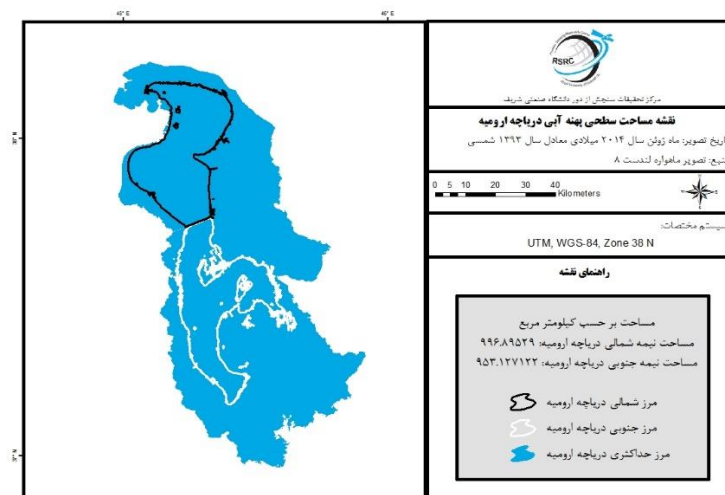 45° E
46° E
RSRC
مرکز تحقیقات سنجش از دور دانشگاه صنعتی شریف
نقشه مساحت سطحی پهنه آبی دریاچه ارومیه
اریخ تصویر: ماه ژوئن سال ۲۰۱۴ میلادی معادل سال ۱۳۹۳ شمسی
نبع: تصویر ماهواره لندست ۸
0 5 10 20 30 40
Kilometers
سیستم مختصات:
UTM, WGS-84, Zone 38 N
راهنمای نقشه
مساحت بر حسب کیلومتر مربع
مساحت نیمه شمالی دریاچه ارومیه: ۹۹۶.۸۹۵۲۹
مساحت نیمه جنوبی دریاچه ارومیه: ۹۵۳.۱۲۷۱۲۲
مرز شمالی دریاچه ارومیه
مرز جنوبی دریاچه ارومیه
مرز حداکثری دریاچه ارومیه